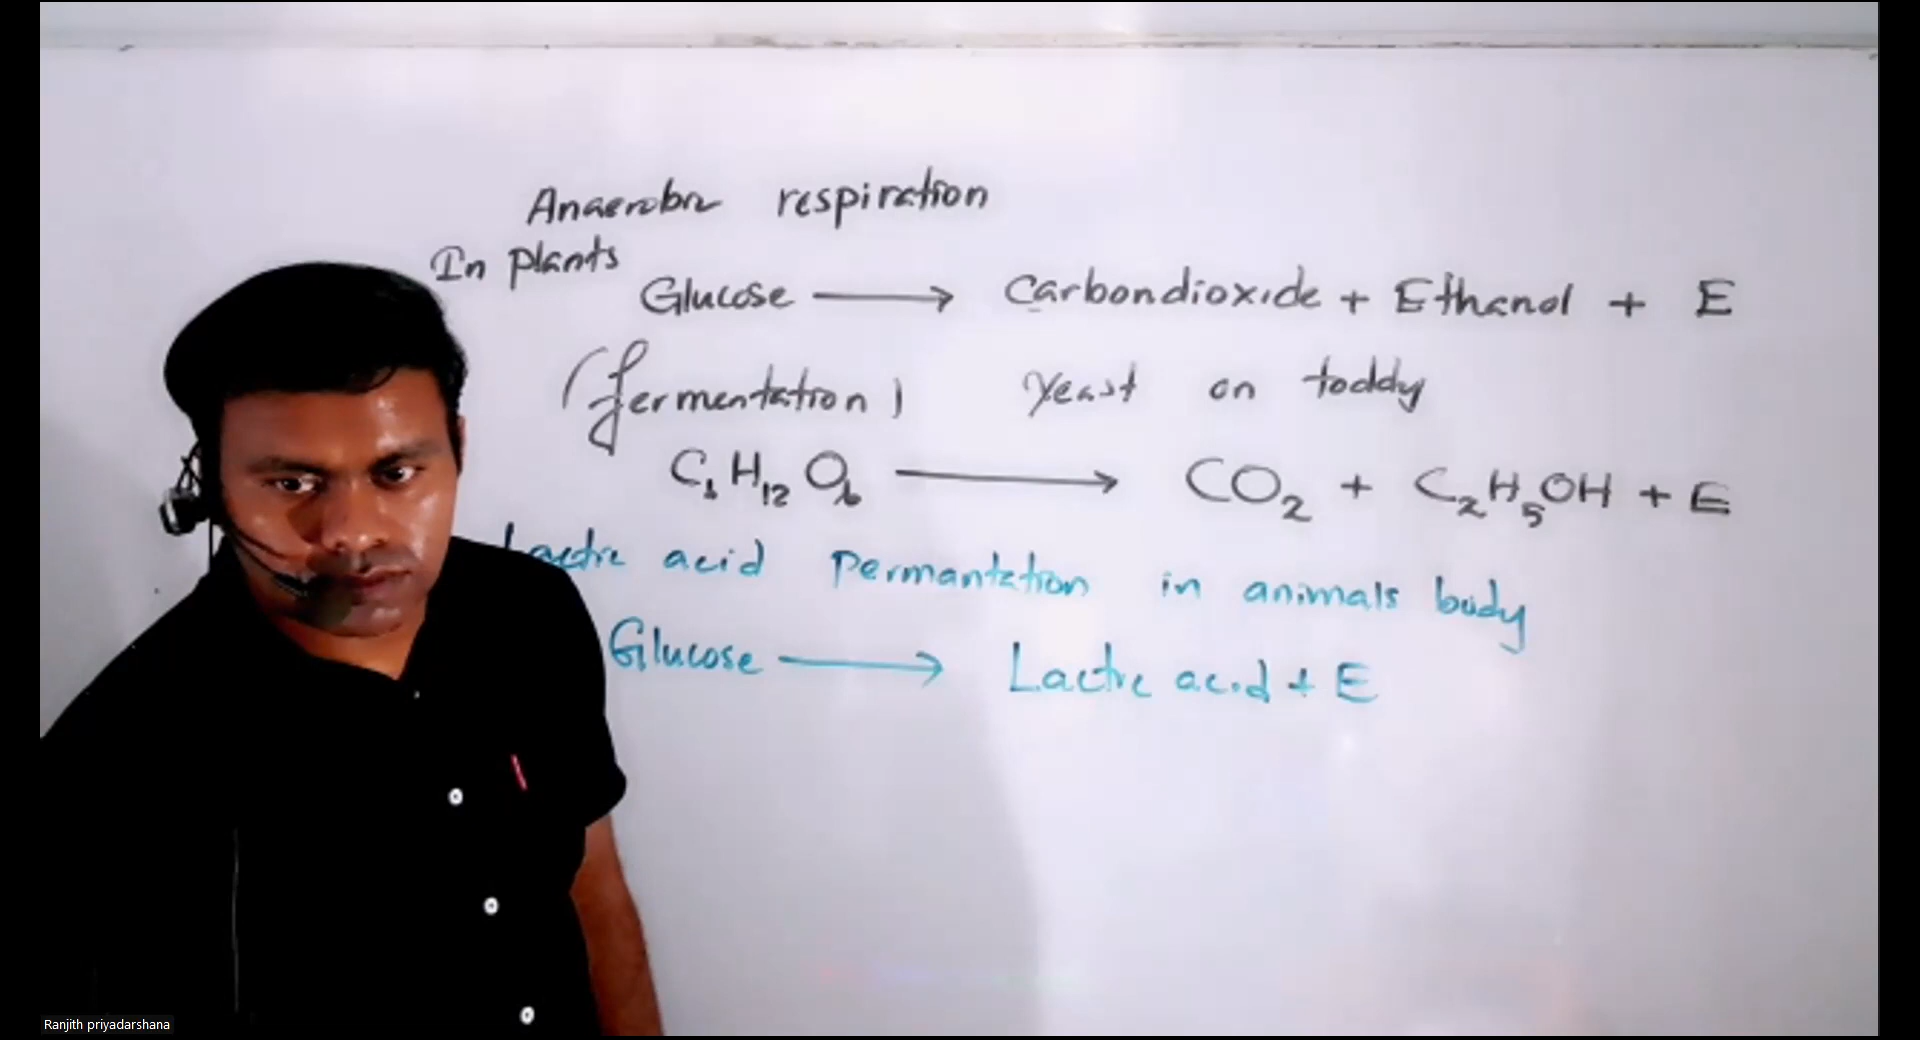 Anaerobic respiration
In plants
Glucose → Carbondioxide + Ethanol + E
(fermentation) Yeast on toddy
C6H12O6 → CO2 + C2H5OH + E
Lactic acid Permantation in animals body
Glucose → Lactic acid + E
Ranjith priyadarshana